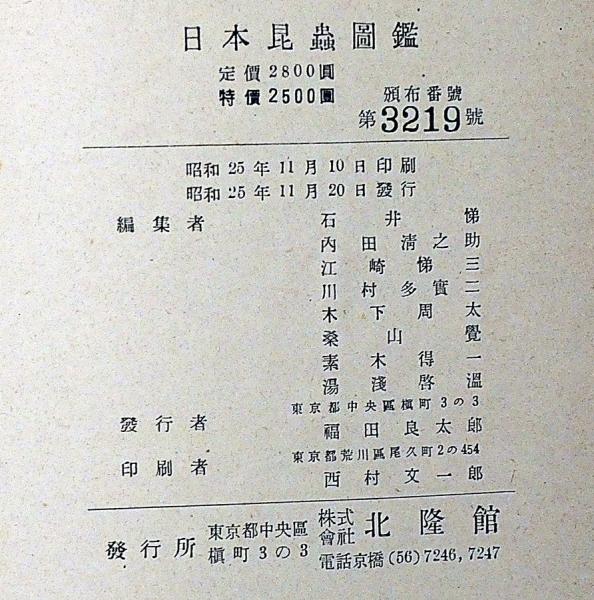 日本昆蟲圖鑑
定價2800圓
特價2500圓
頒布番號
第3219號
昭和25年11月10日印刷
昭和25年11月20日發行
編集者 石井悌
內田淸之助
江崎悌三
川村多實二
木下周太
桑山覺
素木得一
湯淺啓溫
東京都中央區槇町3の3
發行者 福田良太郎
東京都荒川區尾久町2の454
印刷者 西村文一郎
發行所 東京都中央區槇町3の3 株式會社 北隆館
電話京橋(56)7246,7247